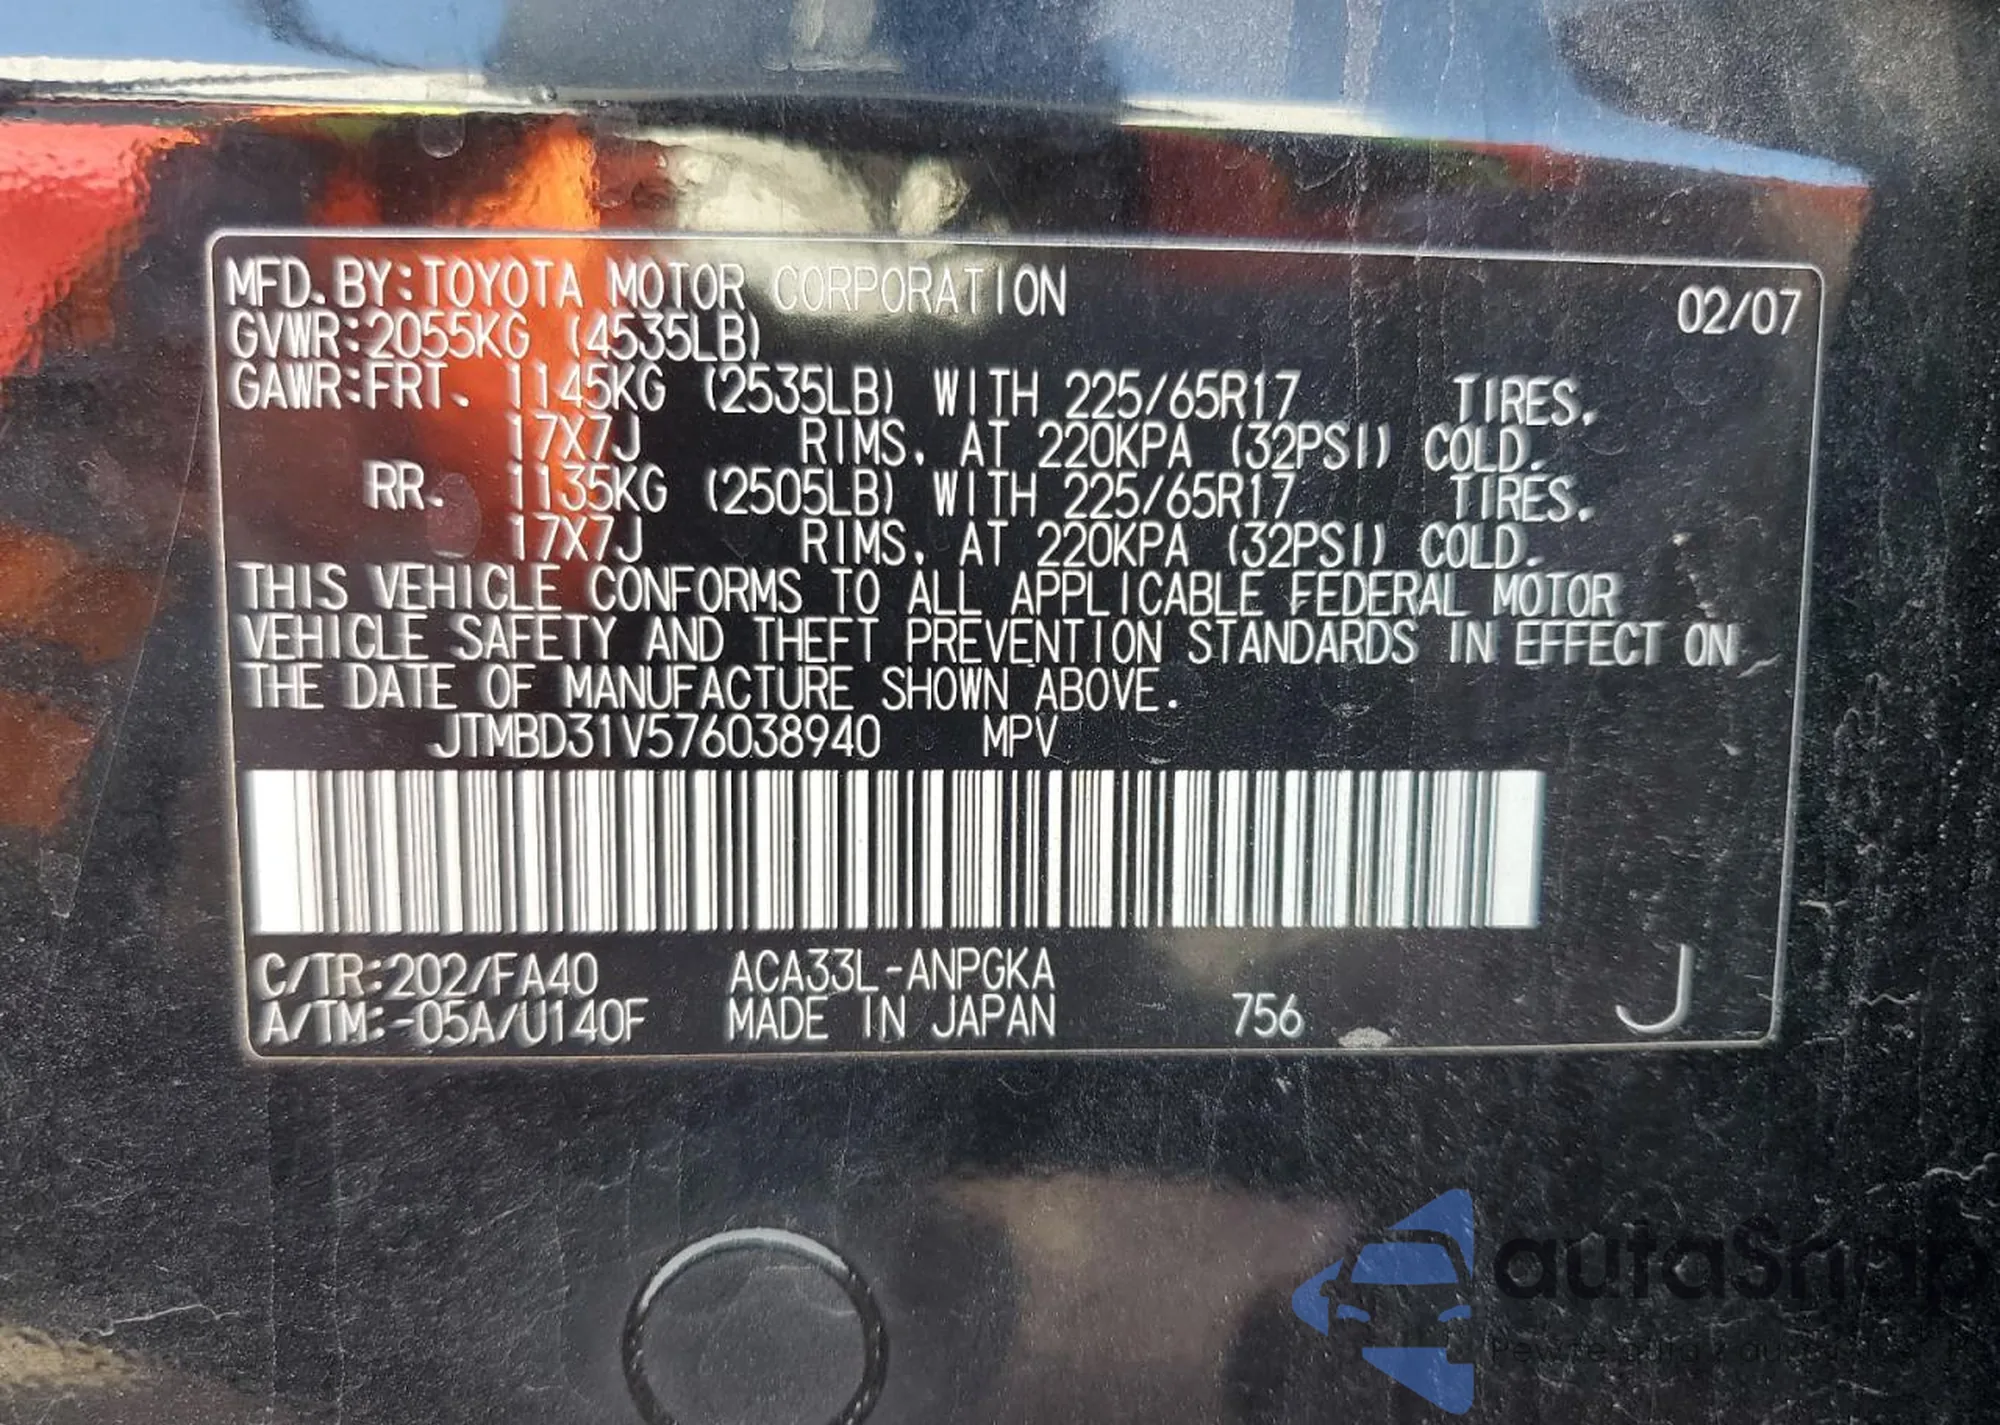 MFD. BY: TOYOTA MOTOR CORPORATION 02/07
GVWR: 2055KG (4535LB)
GAWR: FRT. 1145KG (2535LB) WITH 225/65R17 TIRES.
17X7J RIMS. AT 220KPA (32PSI) COLD.
RR. 1135KG (2505LB) WITH 225/65R17 TIRES.
17X7J RIMS. AT 220KPA (32PSI) COLD.
THIS VEHICLE CONFORMS TO ALL APPLICABLE FEDERAL MOTOR
VEHICLE SAFETY AND THEFT PREVENTION STANDARDS IN EFFECT ON
THE DATE OF MANUFACTURE SHOWN ABOVE.
JTMBD31V576038940 MPV
C/TR: 202/FA40 ACA33L-ANPGKA
A/TM: -05A/U140F MADE IN JAPAN 756 J
autaSnap